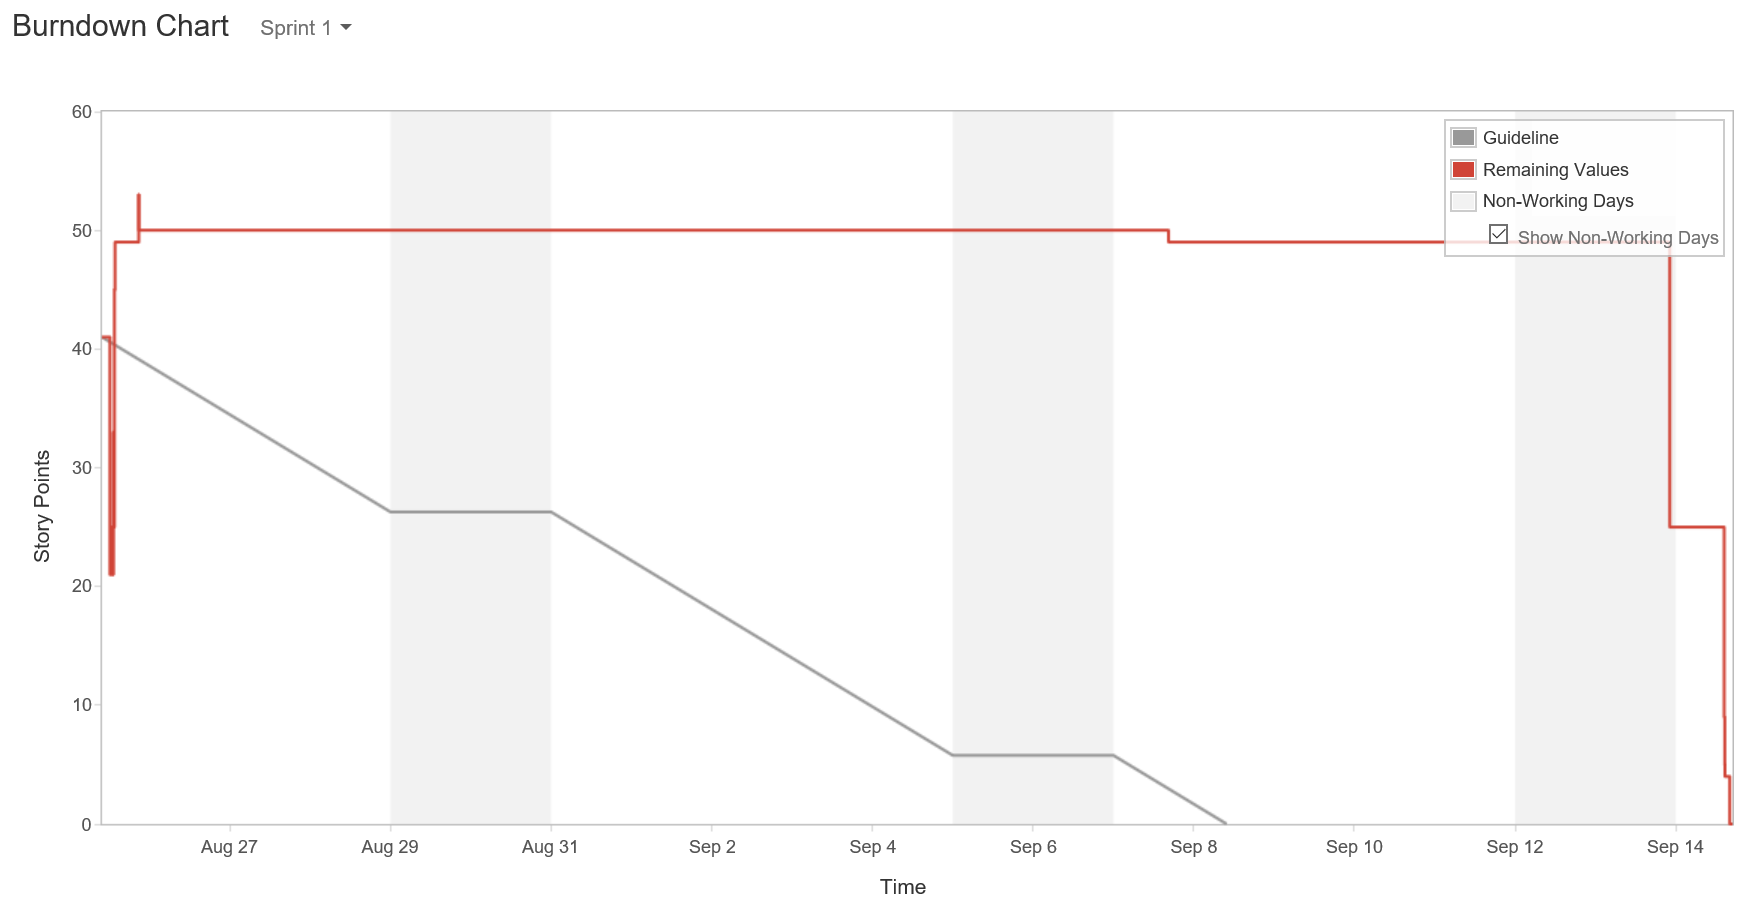 Burndown Chart Sprint 1
60
50
40
30
20
10
0
Story Points
Guideline
Remaining Values
Non-Working Days
Show Non-Working Days
Aug 27 Aug 29 Aug 31 Sep 2 Sep 4 Sep 6 Sep 8 Sep 10 Sep 12 Sep 14
Time